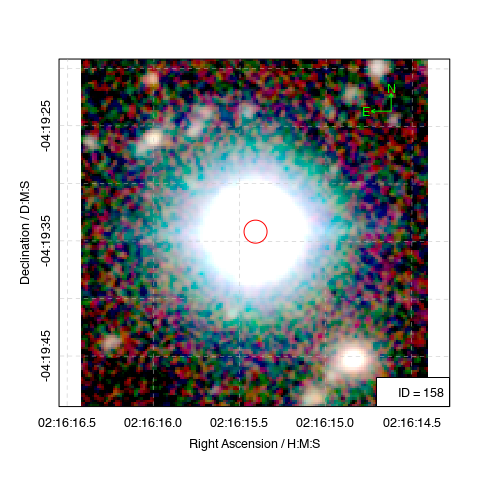 N
E
-04:19:25
-04:19:35
-04:19:45
Declination / D:M:S
ID = 158
02:16:16.5 02:16:16.0 02:16:15.5 02:16:15.0 02:16:14.5
Right Ascension / H:M:S